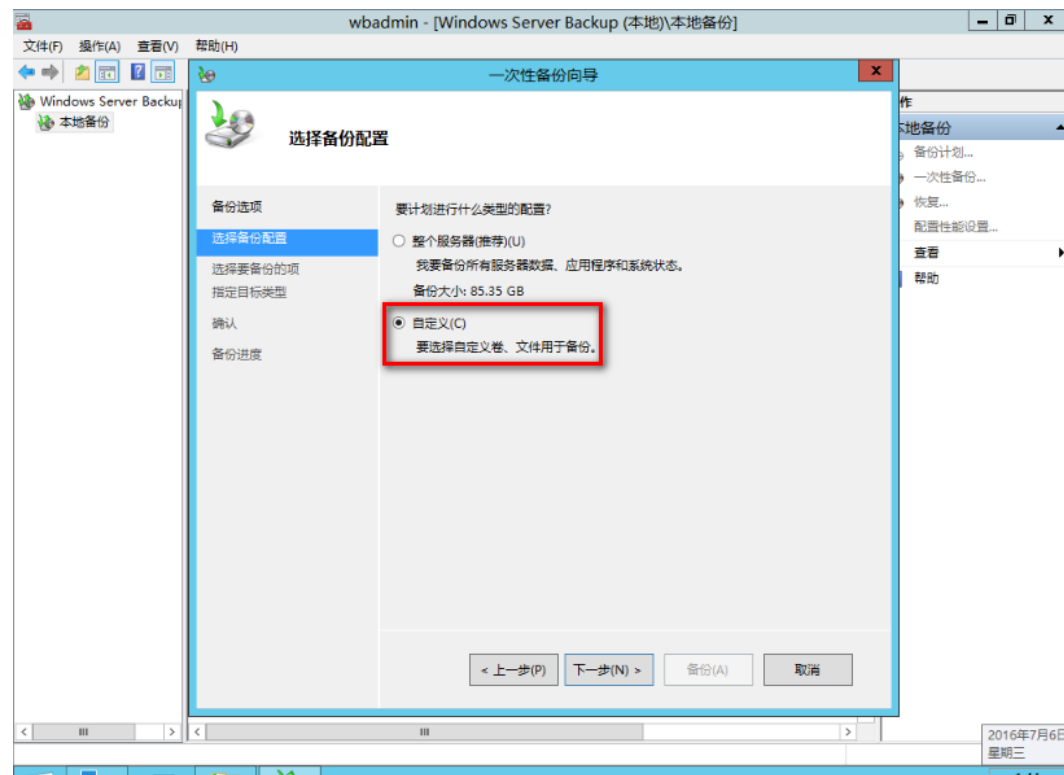 wbadmin - [Windows Server Backup (本地)\本地备份]
文件(F) 操作(A) 查看(V) 帮助(H)
一次性备份向导
Windows Server Backup
本地备份
选择备份配置
备份选项
选择备份配置
选择要备份的项
指定目标类型
确认
备份进度
要计划进行什么类型的配置?
整个服务器(推荐)(U)
我要备份所有服务器数据、应用程序和系统状态。
备份大小: 85.35 GB
自定义(C)
要选择自定义卷、文件用于备份。
< 上一步(P) 下一步(N) > 备份(A) 取消
作
本地备份
备份计划...
一次性备份...
恢复...
配置性能设置...
查看
帮助
2016年7月6日
星期三